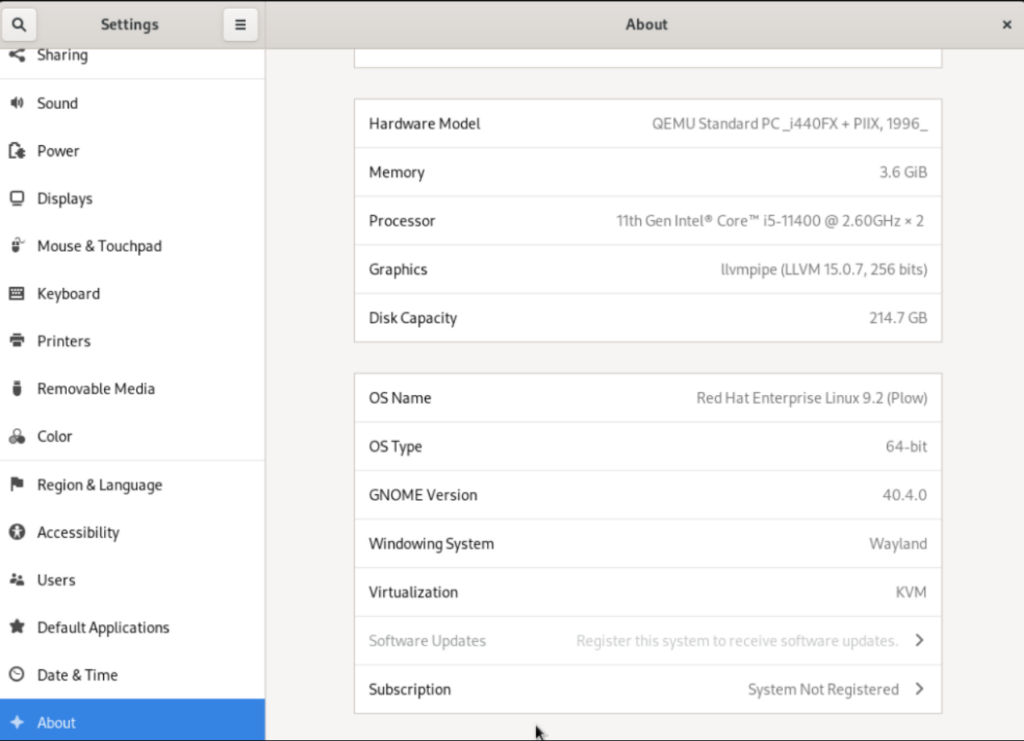 Settings
About
Sharing
Sound
Power
Displays
Mouse & Touchpad
Keyboard
Printers
Removable Media
Color
Region & Language
Accessibility
Users
Default Applications
Date & Time
About
Hardware Model QEMU Standard PC _i440FX + PIIX, 1996_
Memory 3.6 GiB
Processor 11th Gen Intel® Core™ i5-11400 @ 2.60GHz × 2
Graphics llvmpipe (LLVM 15.0.7, 256 bits)
Disk Capacity 214.7 GB
OS Name Red Hat Enterprise Linux 9.2 (Plow)
OS Type 64-bit
GNOME Version 40.4.0
Windowing System Wayland
Virtualization KVM
Software Updates Register this system to receive software updates.
Subscription System Not Registered